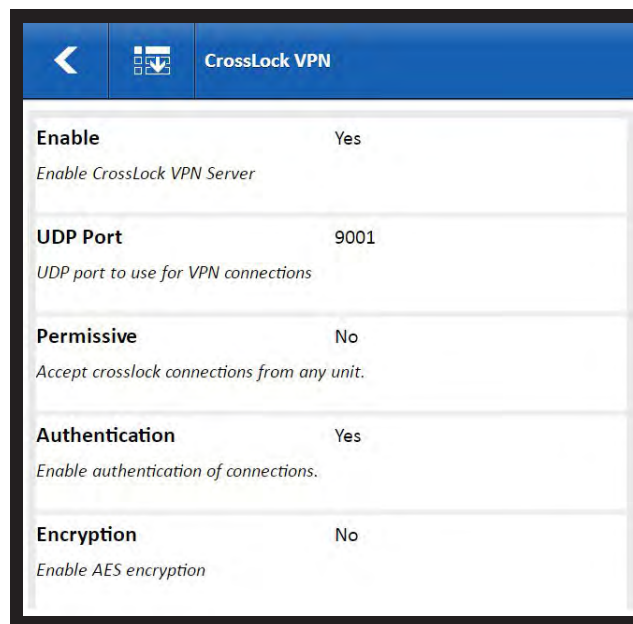 CrossLock VPN
Enable Yes
Enable CrossLock VPN Server
UDP Port 9001
UDP port to use for VPN connections
Permissive No
Accept crosslock connections from any unit.
Authentication Yes
Enable authentication of connections.
Encryption No
Enable AES encryption